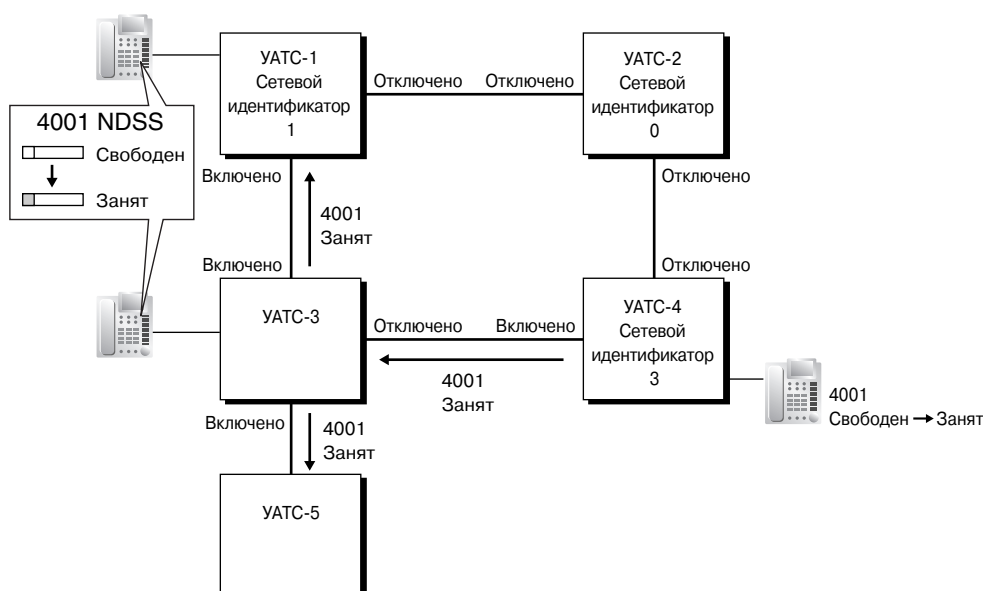 УАТС-1
Сетевой
идентификатор
1
Отключено
Отключено
УАТС-2
Сетевой
идентификатор
0
4001 NDSS
Свободен
Занят
Включено
4001
Занят
Включено
Отключено
Отключено
УАТС-3
Отключено
Включено
4001
Занят
УАТС-4
Сетевой
идентификатор
3
4001
Свободен → Занят
Включено
4001
Занят
УАТС-5